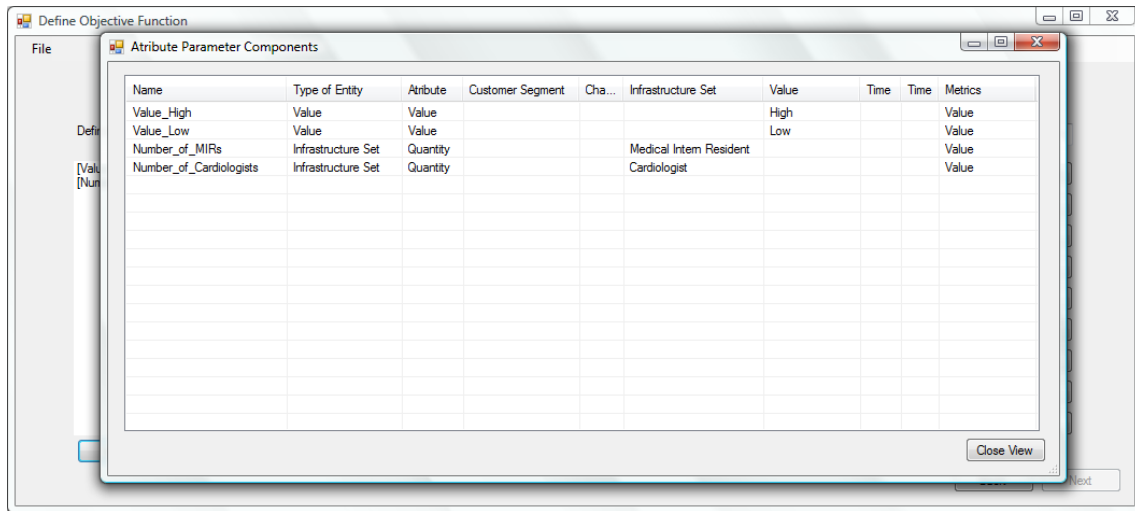 Define Objective Function
File
Atribute Parameter Components
Name Type of Entity Atribute Customer Segment Cha... Infrastructure Set Value Time Time Metrics
Value_High Value Value High Value
Value_Low Value Value Low Value
Number_of_MIRs Infrastructure Set Quantity Medical Intern Resident Value
Number_of_Cardiologists Infrastructure Set Quantity Cardiologist Value
Defin
[Valu
[Num
Close View
Next